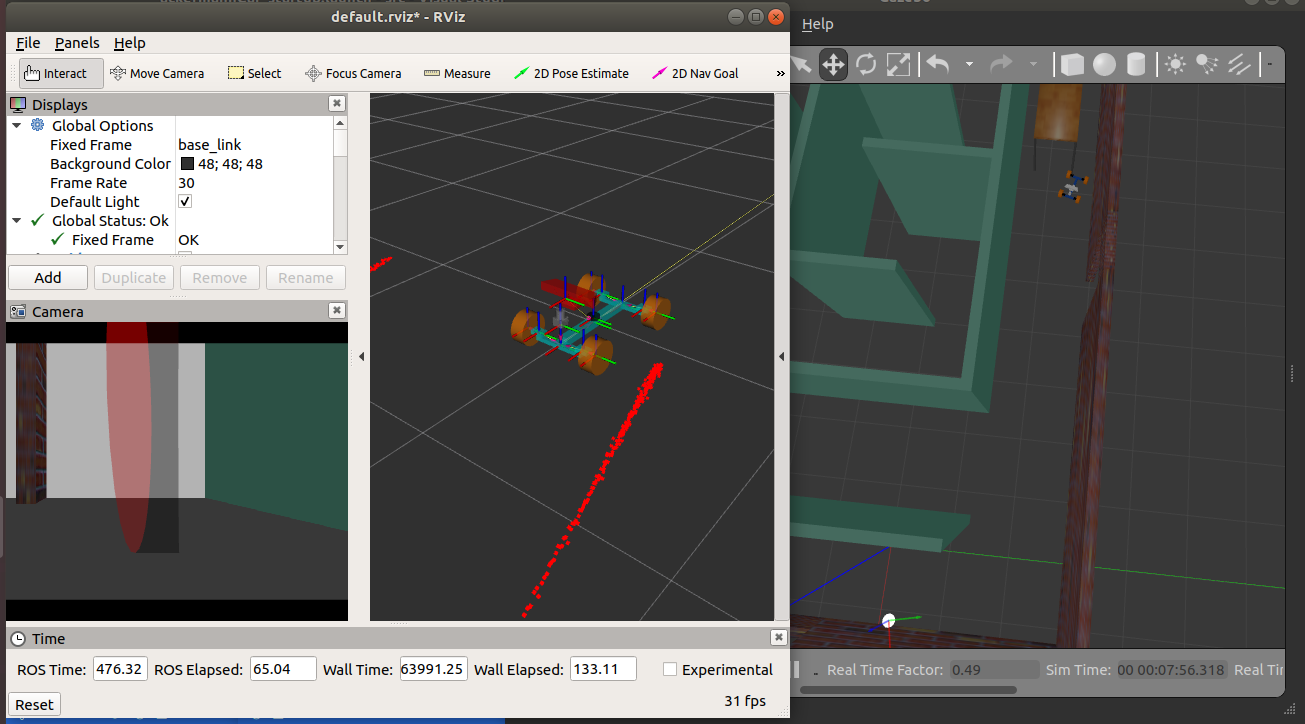 default.rviz* - RViz
File Panels Help
Help
Interact Move Camera Select Focus Camera Measure 2D Pose Estimate 2D Nav Goal »
Displays
Global Options
Fixed Frame base_link
Background Color 48; 48; 48
Frame Rate 30
Default Light ✓
Global Status: Ok
Fixed Frame OK
Add Duplicate Remove Rename
Camera
Time
ROS Time: 476.32 ROS Elapsed: 65.04 Wall Time: 63991.25 Wall Elapsed: 133.11 Experimental
Reset 31 fps
Real Time Factor: 0.49 Sim Time: 00 00:07:56.318 Real Ti